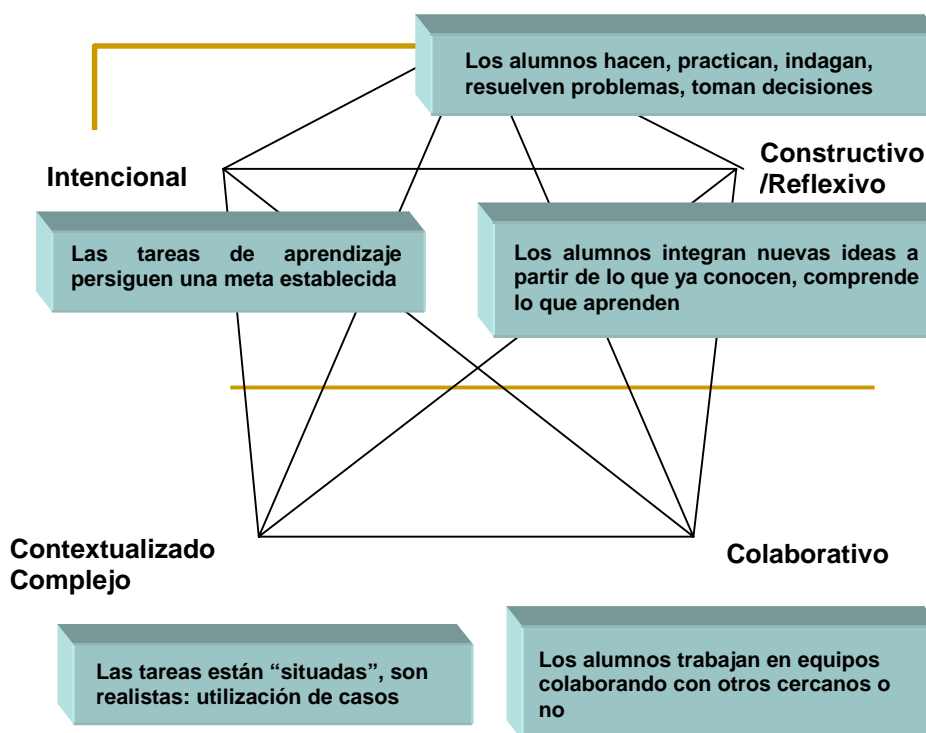 Los alumnos hacen, practican, indagan,
resuelven problemas, toman decisiones
Intencional
Constructivo
/Reflexivo
Las tareas de aprendizaje
persiguen una meta establecida
Los alumnos integran nuevas ideas a
partir de lo que ya conocen, comprende
lo que aprenden
Contextualizado
Complejo
Colaborativo
Las tareas están “situadas”, son
realistas: utilización de casos
Los alumnos trabajan en equipos
colaborando con otros cercanos o
no